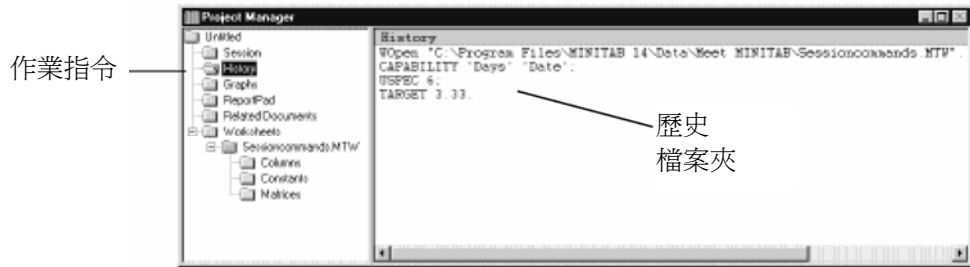 Project Manager
Untitled
Session
History
Graphs
ReportPad
Related Documents
Worksheets
Sessioncommands.MTW
Columns
Constants
Matrices
History
WOpen "C:\Program Files\MINITAB 14\Data\Meet MINITAB\Sessioncommands.MTW".
CAPABILITY 'Days' 'Date';
USPEC 6;
TARGET 3.33.
作業指令
歷史
檔案夾